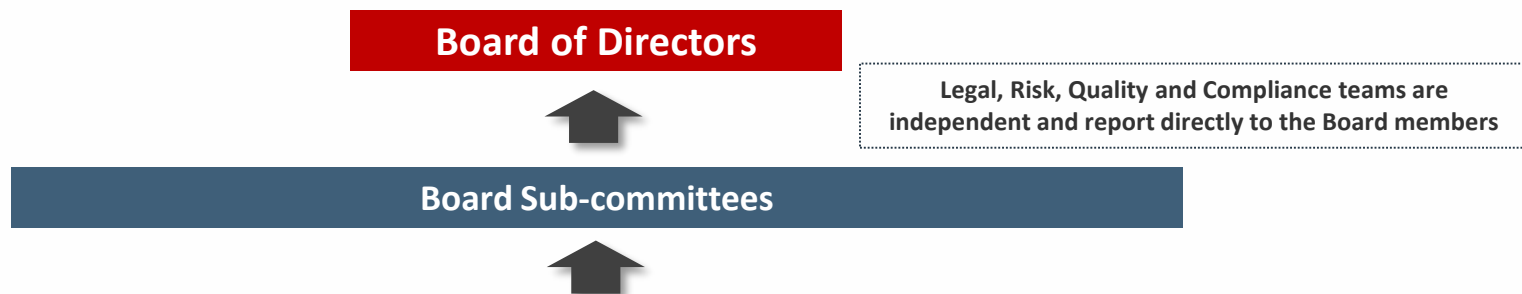 Board of Directors
Legal, Risk, Quality and Compliance teams are
independent and report directly to the Board members
Board Sub-committees